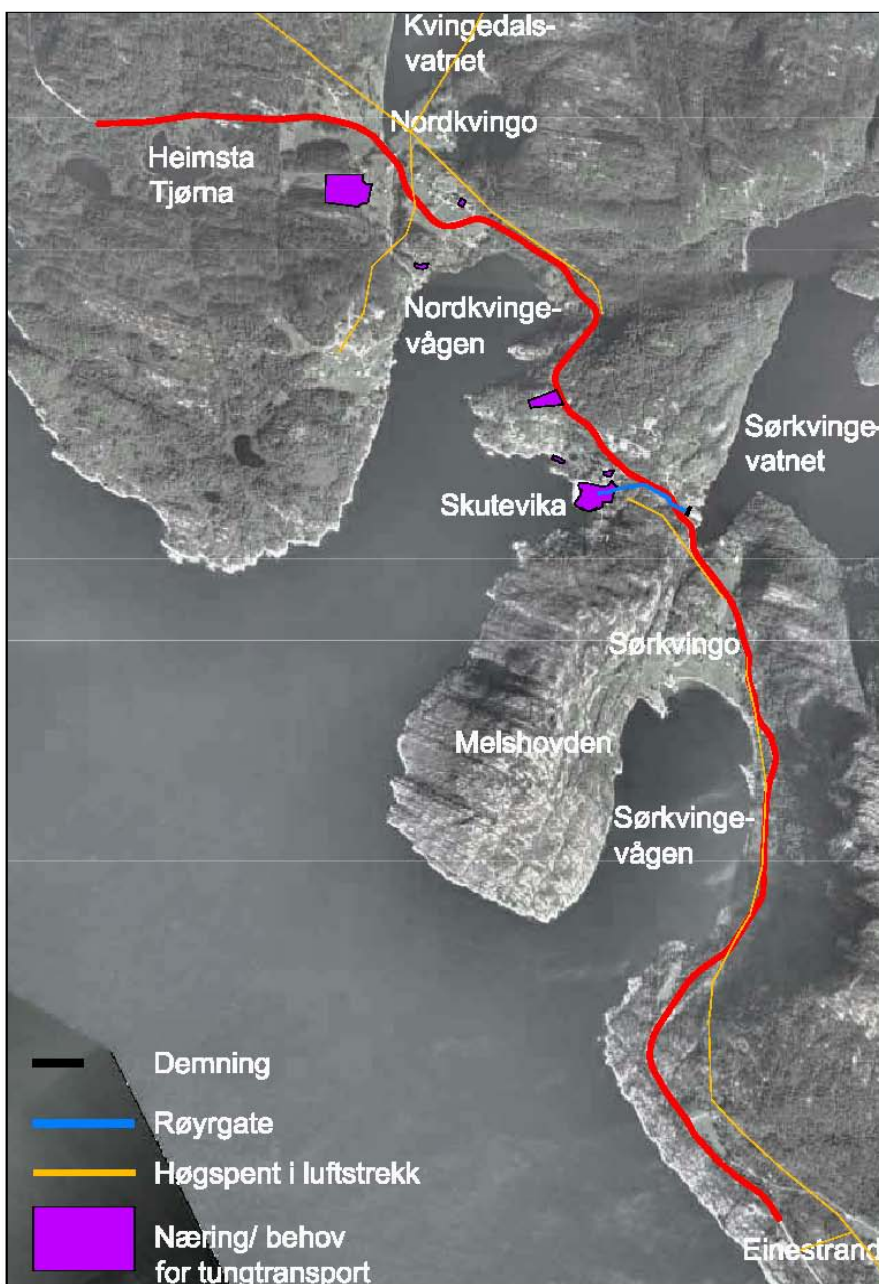 Kvingedals-
vatnet
Nordkvingo
Heimsta
Tjørna
Nordkvinge-
vågen
Sørkvinge-
vatnet
Skutevika
Sørkvingo
Melshovden
Sørkvinge-
vågen
Demning
Røyrgate
Høgspent i luftstrekk
Næring/ behov
for tungtransport
Einestrand